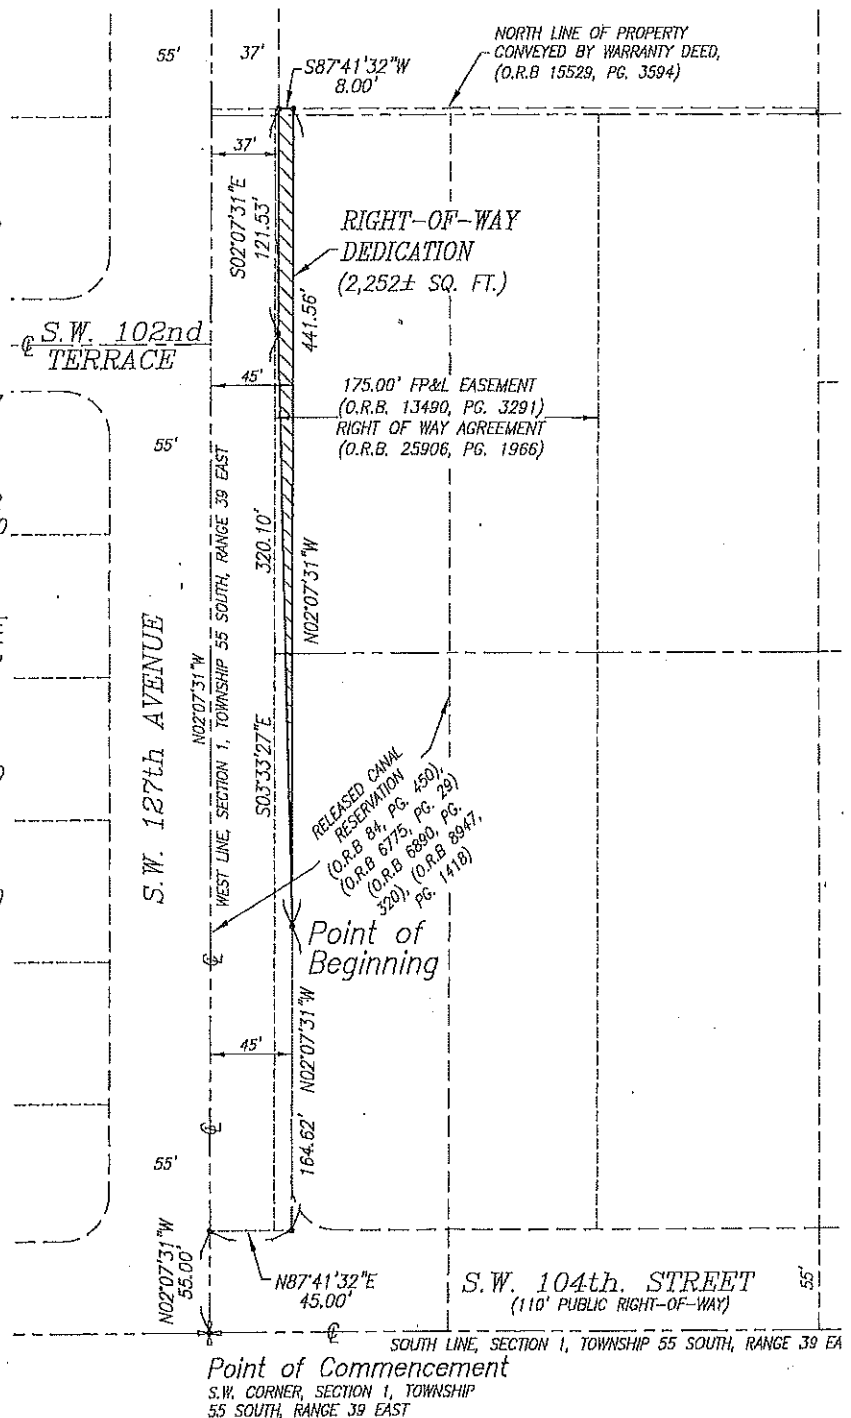 55'
37'
NORTH LINE OF PROPERTY
CONVEYED BY WARRANTY DEED,
(O.R.B 15529, PG. 3594)
S87°41'32"W
8.00'
37'
S02°07'31"E
121.53'
RIGHT-OF-WAY
DEDICATION
(2,252± SQ. FT.)
441.56'
S.W. 102nd
TERRACE
45'
175.00' FP&L EASEMENT
(O.R.B. 13490, PG. 3291)
RIGHT OF WAY AGREEMENT
(O.R.B. 25906, PG. 1966)
55'
S.W. 127th AVENUE
N02°07'31"W
WEST LINE, SECTION 1, TOWNSHIP 55 SOUTH, RANGE 39 EAST
320.10'
S03°33'27"E
N02°07'31"W
RELEASED CANAL
RESERVATION
(O.R.B 84, PG. 450),
(O.R.B 6775, PG. 29)
(O.R.B 6890, PG.
320), (O.R.B 8947,
PG. 1418)
Point of
Beginning
45'
N02°07'31"W
164.62'
55'
N02°07'31"W
55.00'
N87°41'32"E
45.00'
S.W. 104th. STREET
(110' PUBLIC RIGHT-OF-WAY)
55'
SOUTH LINE, SECTION 1, TOWNSHIP 55 SOUTH, RANGE 39 EA
Point of Commencement
S.W. CORNER, SECTION 1, TOWNSHIP
55 SOUTH, RANGE 39 EAST